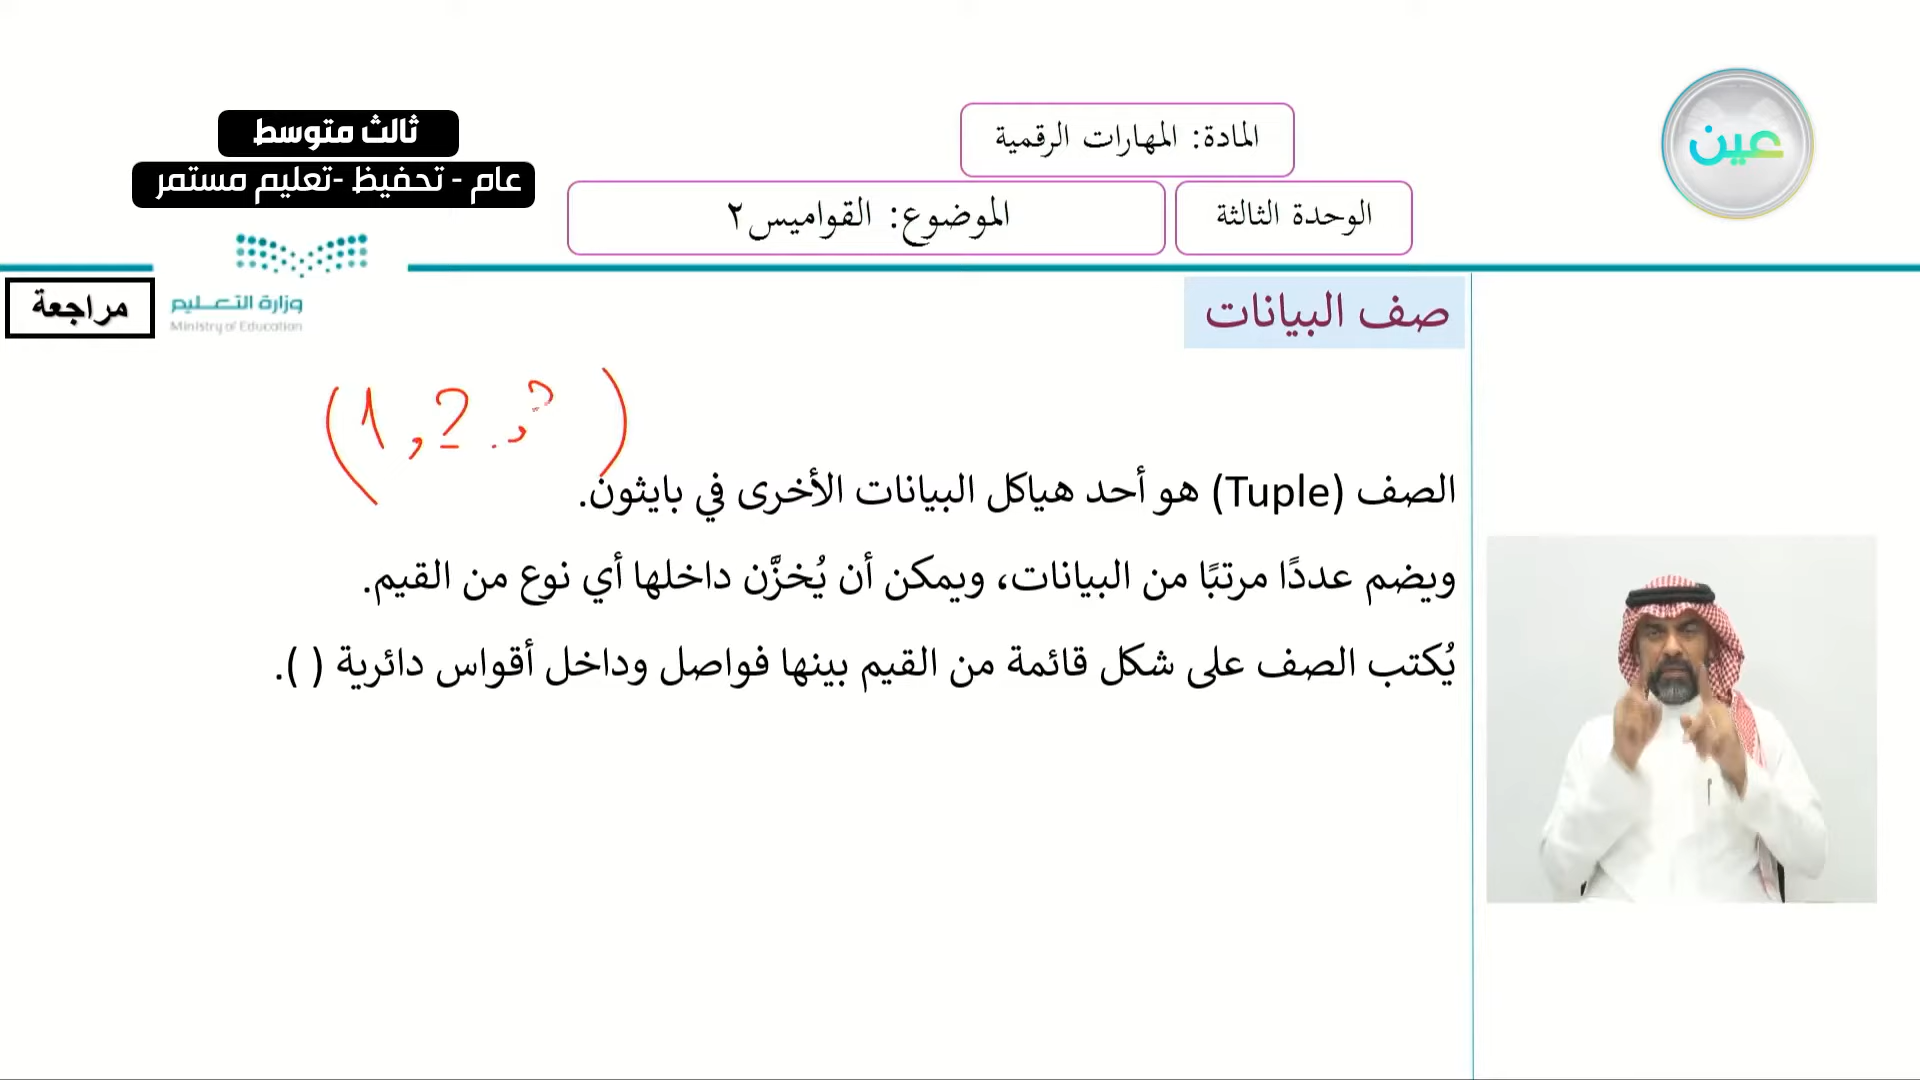 ثالث متوسط
عام - تحفيظ -تعليم مستمر
المادة: المهارات الرقمية
الوحدة الثالثة
الموضوع: القواميس٢
عين
وزارة التعليم
Ministry of Education
مراجعة
صف البيانات
(1,2.,
)
الصف (Tuple) هو أحد هياكل البيانات الأخرى في بايثون.
ويضم عددًا مرتبًا من البيانات، ويمكن أن يُخزَّن داخلها أي نوع من القيم.
يُكتب الصف على شكل قائمة من القيم بينها فواصل وداخل أقواس دائرية ( ).